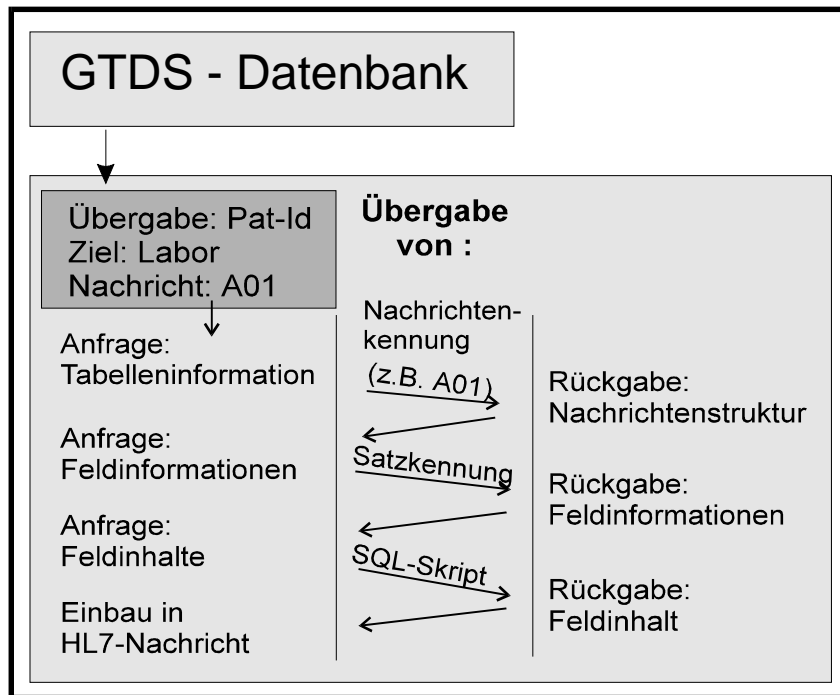 GTDS - Datenbank
Übergabe: Pat-Id
Ziel: Labor
Nachricht: A01
Übergabe
von :
Nachrichten-
kennung
(z.B. A01)
Anfrage:
Tabelleninformation
Rückgabe:
Nachrichtenstruktur
Anfrage:
Feldinformationen
Satzkennung
Rückgabe:
Feldinformationen
Anfrage:
Feldinhalte
SQL-Skript
Rückgabe:
Feldinhalt
Einbau in
HL7-Nachricht